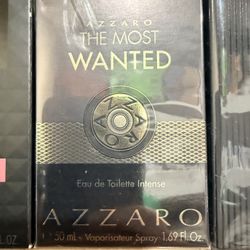 AZZARO
THE MOST
WANTED
Eau de Toilette Intense
AZZARO
50 mL - Vaporisateur Spray 1.69 Fl.Oz.